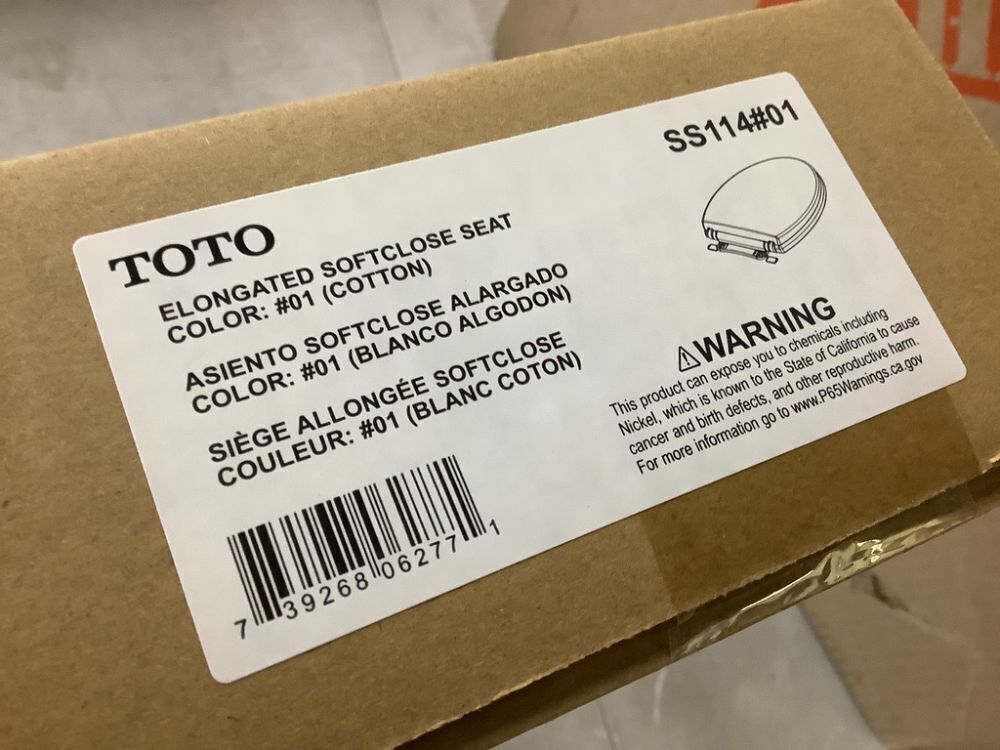 TOTO
ELONGATED SOFTCLOSE SEAT
COLOR: #01 (COTTON)
ASIENTO SOFTCLOSE ALARGADO
COLOR: #01 (BLANCO ALGODON)
SIÈGE ALLONGÉE SOFTCLOSE
COULEUR: #01 (BLANC COTON)
7 39268 06277 1
SS114#01
⚠WARNING
This product can expose you to chemicals including
Nickel, which is known to the State of California to cause
cancer and birth defects, and other reproductive harm.
For more information go to www.P65Warnings.ca.gov